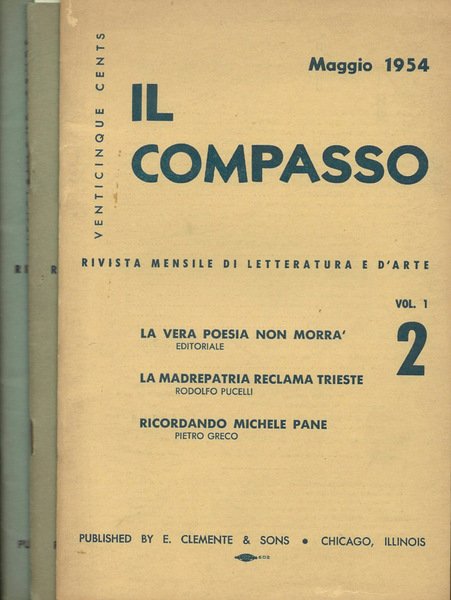 Maggio 1954
VENTICINQUE CENTS
IL
COMPASSO
RIVISTA MENSILE DI LETTERATURA E D'ARTE
VOL. 1
2
LA VERA POESIA NON MORRA'
EDITORIALE
LA MADREPATRIA RECLAMA TRIESTE
RODOLFO PUCELLI
RICORDANDO MICHELE PANE
PIETRO GRECO
PUBLISHED BY E. CLEMENTE & SONS • CHICAGO, ILLINOIS
602